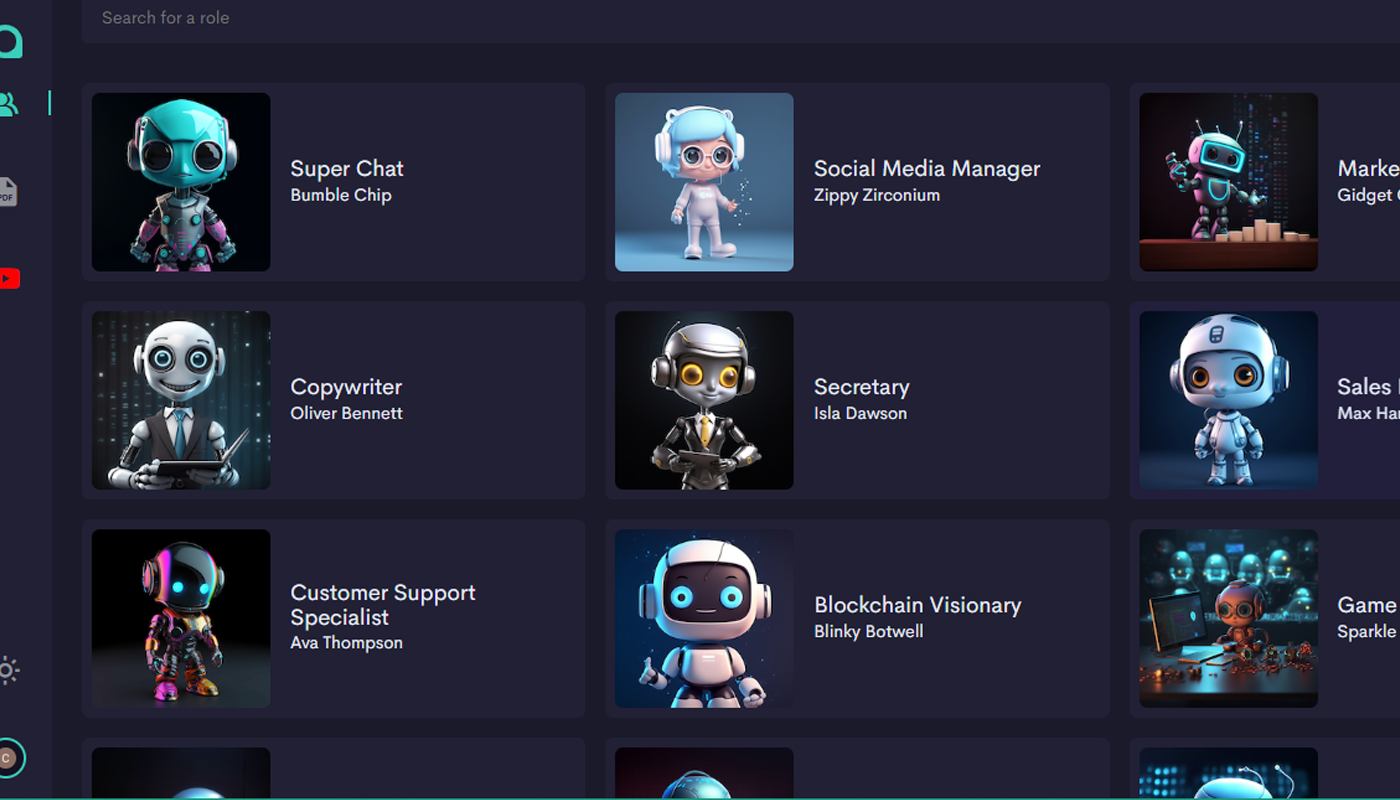 Search for a role
Super Chat
Bumble Chip
Social Media Manager
Zippy Zirconium
Marke
Gidget
Copywriter
Oliver Bennett
Secretary
Isla Dawson
Sales
Max Ha
Customer Support
Specialist
Ava Thompson
Blockchain Visionary
Blinky Botwell
Game
Sparkle
PDF
C